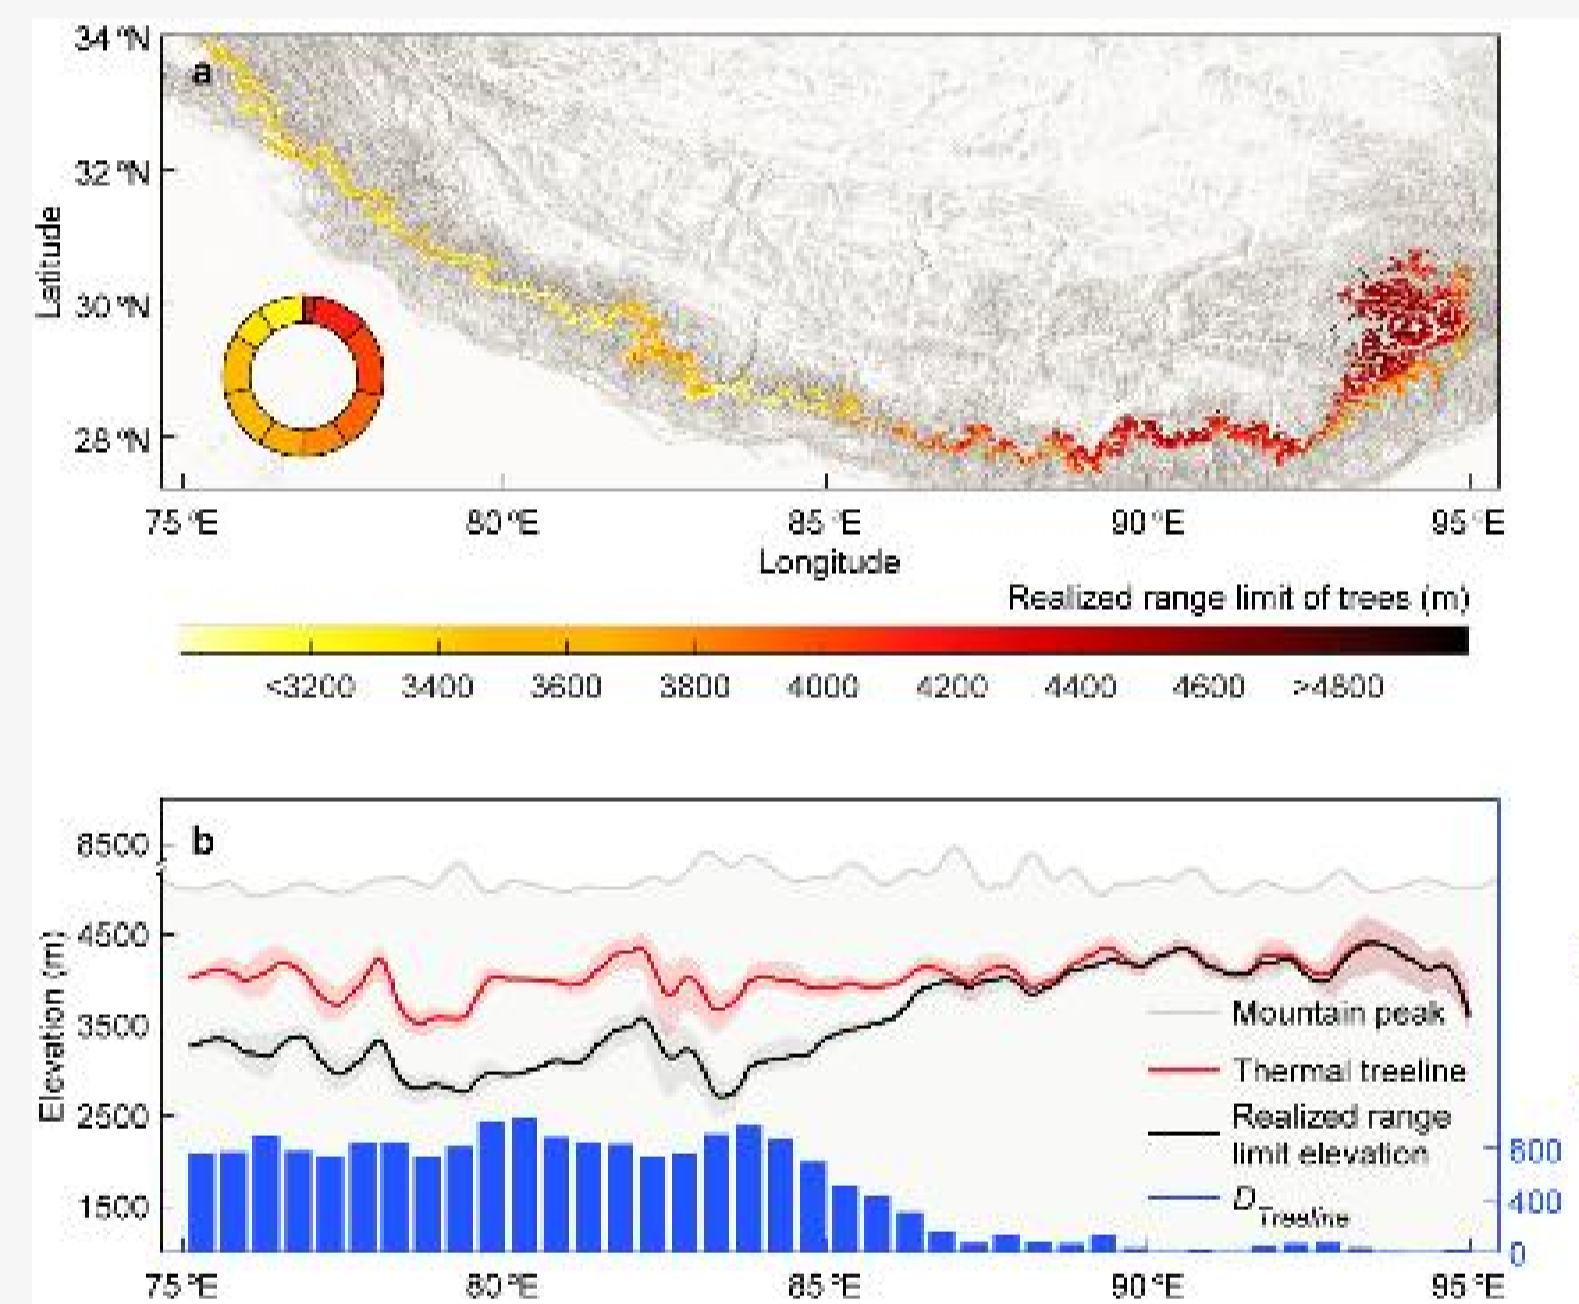 34 °N
a
32 °N
30 °N
28 °N
Latitude
75 °E 80 °E 85 °E 90 °E 95 °E
Longitude
Realized range limit of trees (m)
<3200 3400 3600 3800 4000 4200 4400 4600 >4800
b
8500
4500
3500
2500
1500
Elevation (m)
Mountain peak
Thermal treeline
Realized range
limit elevation
D Treeline
800
400
0
75 °E 80 °E 85 °E 90 °E 95 °E